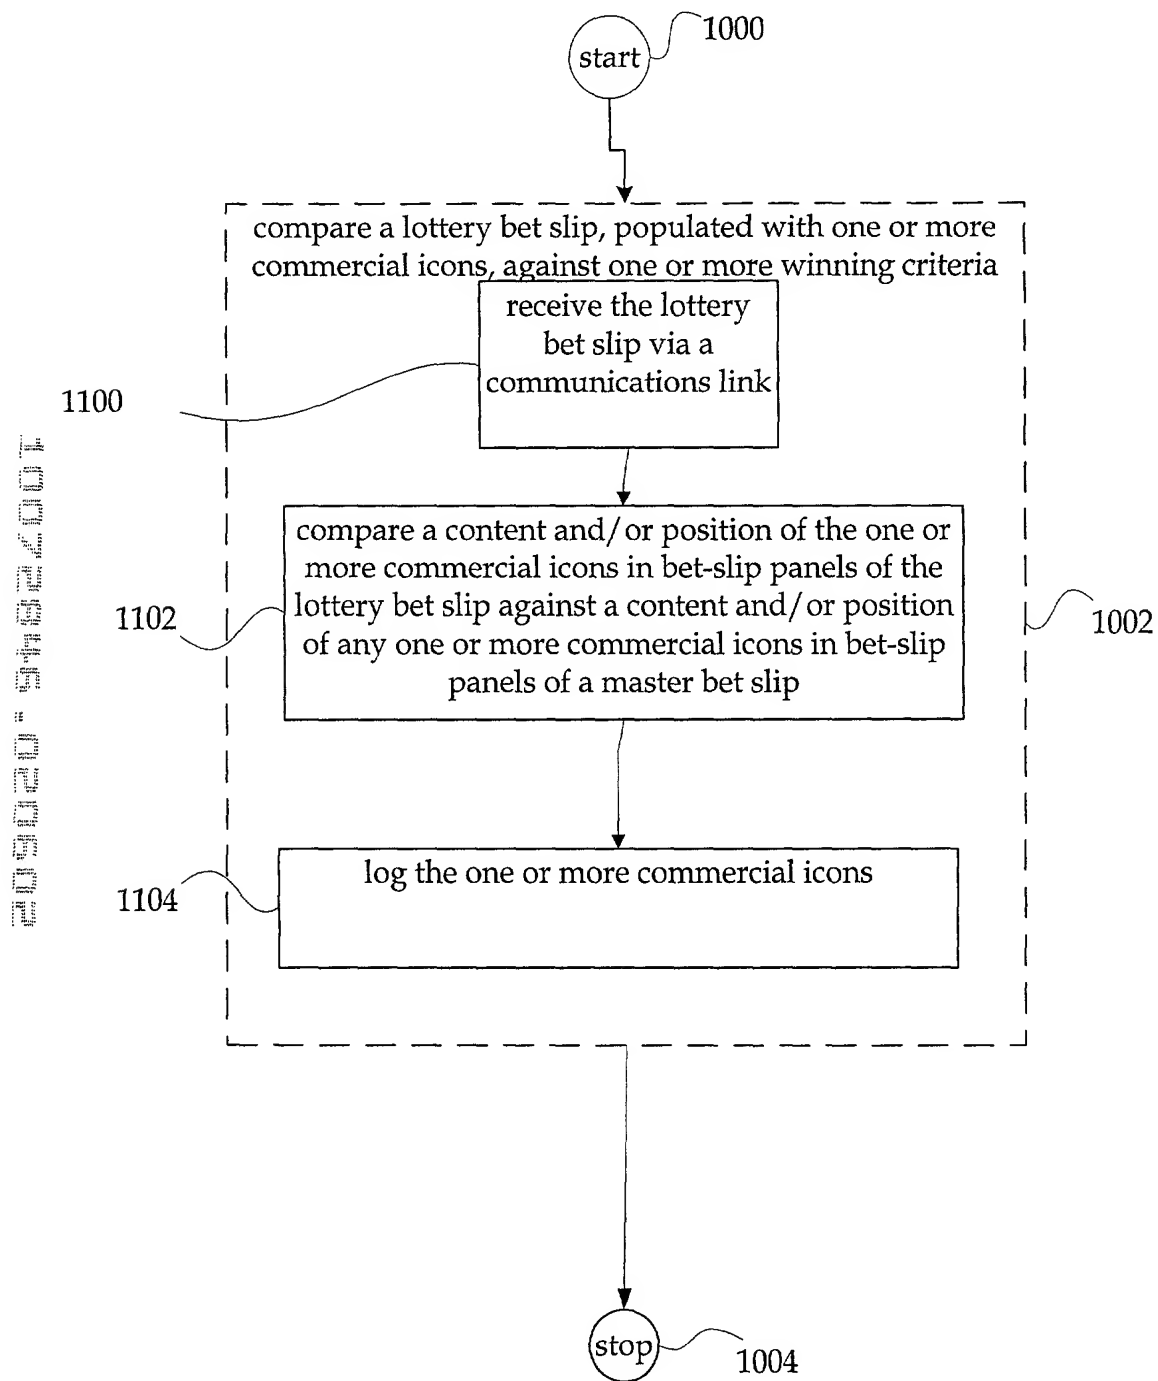 start
1000
compare a lottery bet slip, populated with one or more
commercial icons, against one or more winning criteria
receive the lottery
bet slip via a
communications link
1100
compare a content and/or position of the one or
more commercial icons in bet-slip panels of the
lottery bet slip against a content and/or position
of any one or more commercial icons in bet-slip
panels of a master bet slip
1102
1002
log the one or more commercial icons
1104
stop
1004